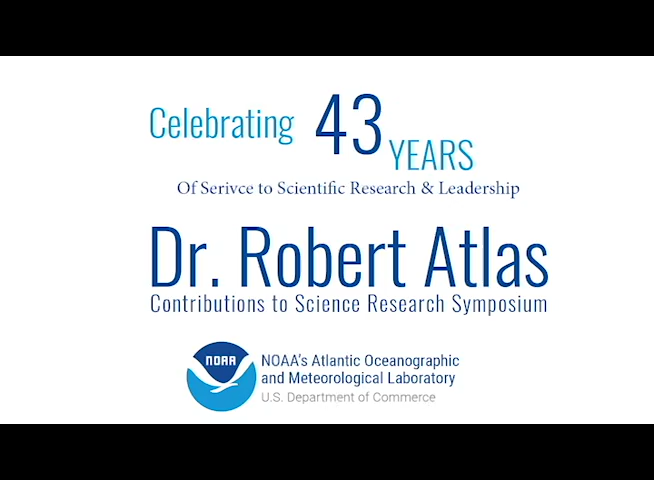 Celebrating 43 YEARS
Of Serivce to Scientific Research & Leadership
Dr. Robert Atlas
Contributions to Science Research Symposium
NOAA
NOAA's Atlantic Oceanographic
and Meteorological Laboratory
U.S. Department of Commerce